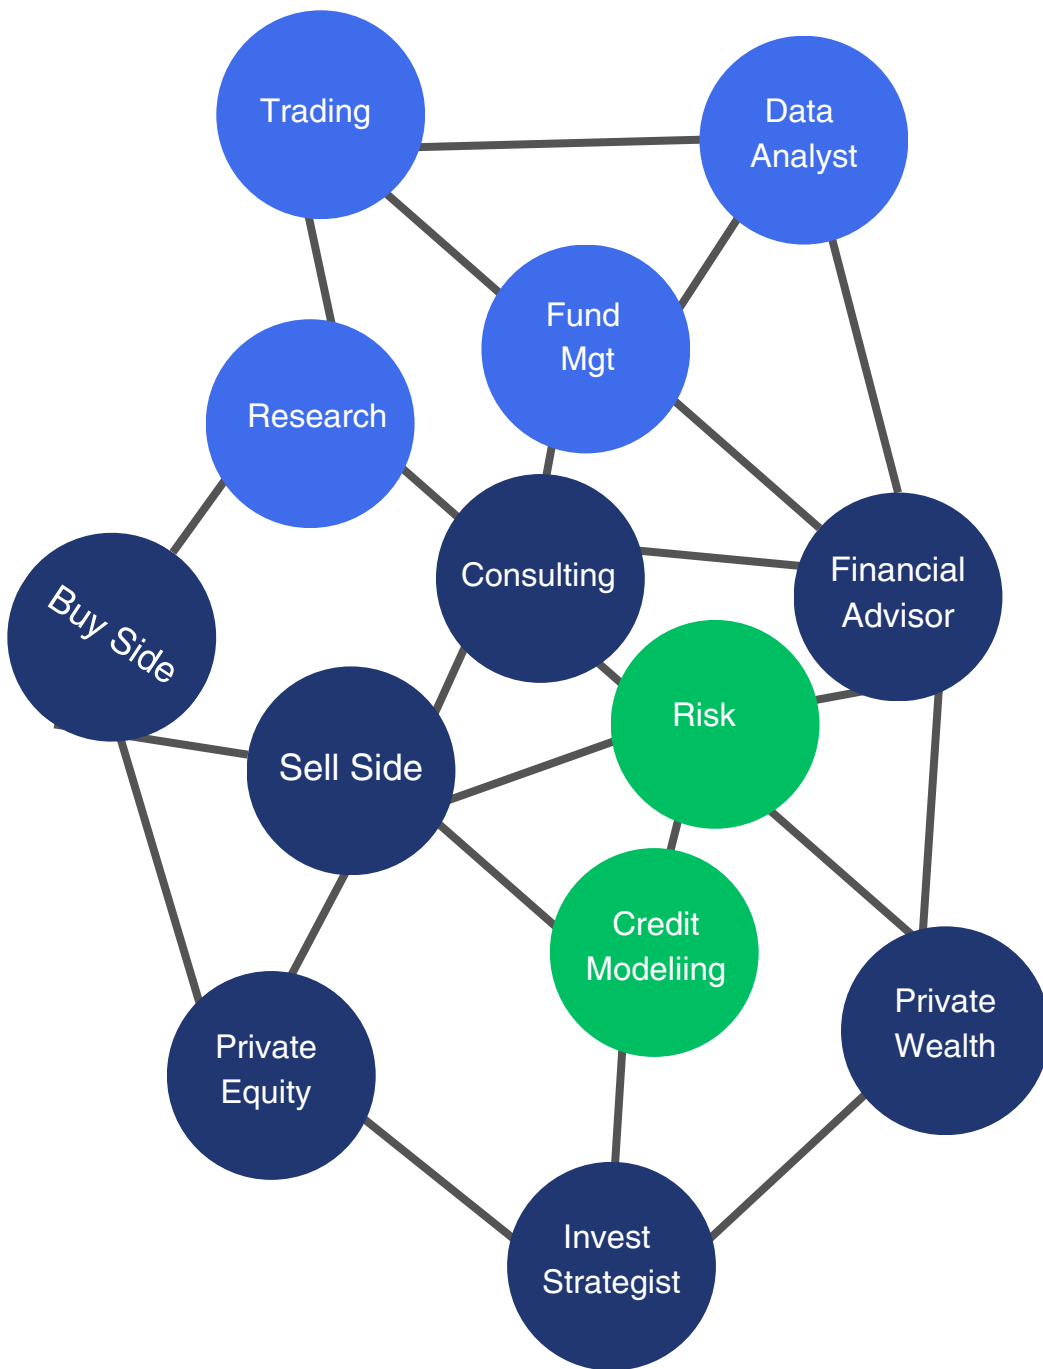 Trading
Data
Analyst
Fund
Mgt
Research
Consulting
Financial
Advisor
Buy Side
Risk
Sell Side
Credit
Modeliing
Private
Wealth
Private
Equity
Invest
Strategist